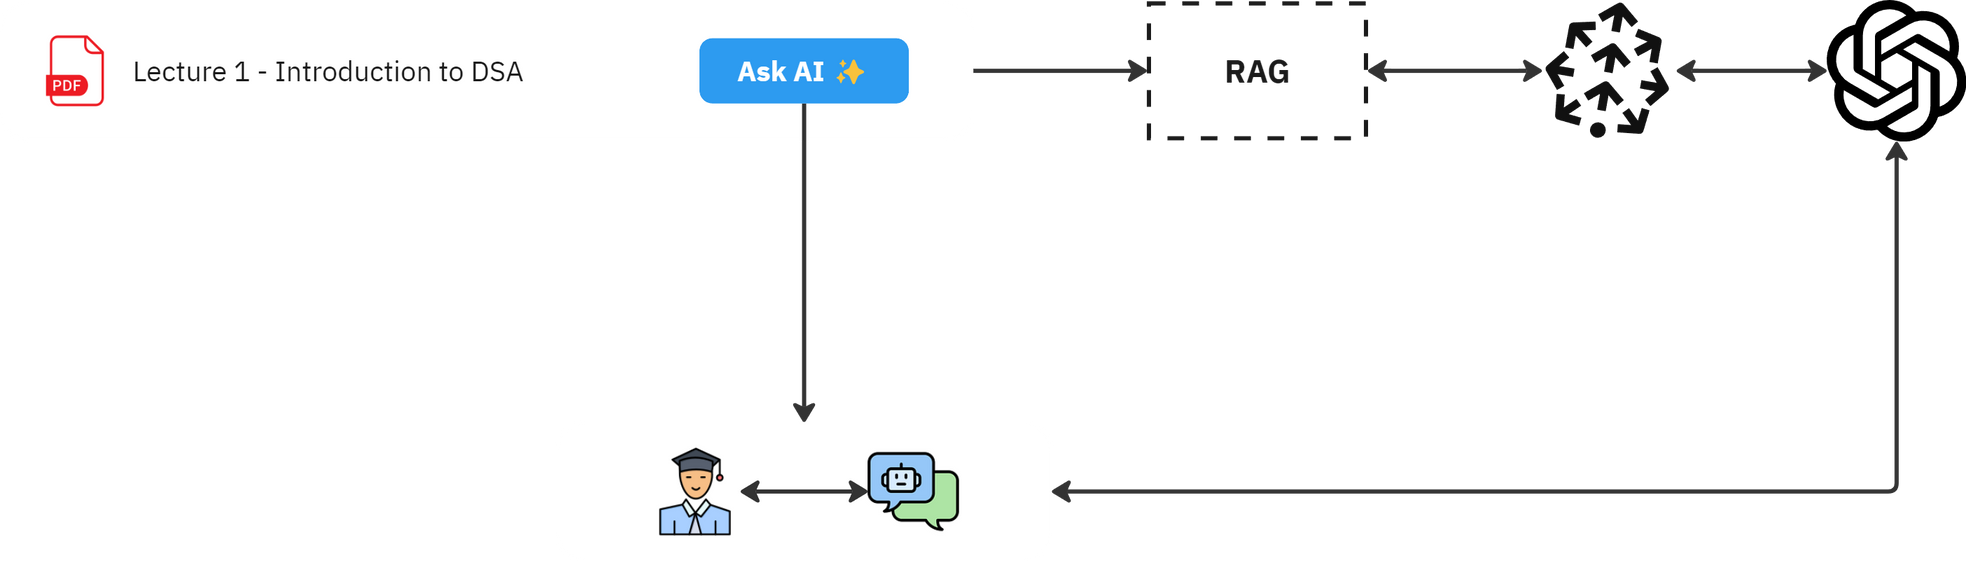 PDF
Lecture 1 - Introduction to DSA
Ask AI ✨
RAG